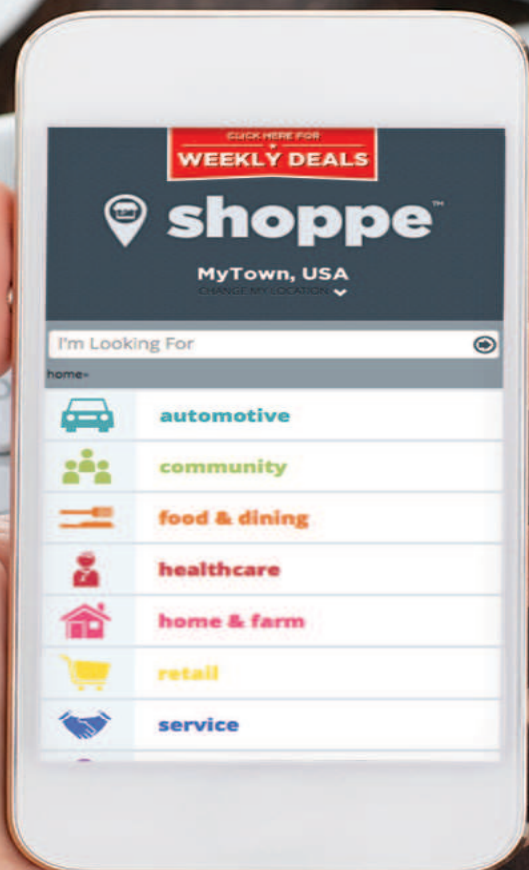 CLICK HERE FOR
WEEKLY DEALS
shoppe™
MyTown, USA
CHANGE MY LOCATION
I'm Looking For
home»
automotive
community
food & dining
healthcare
home & farm
retail
service